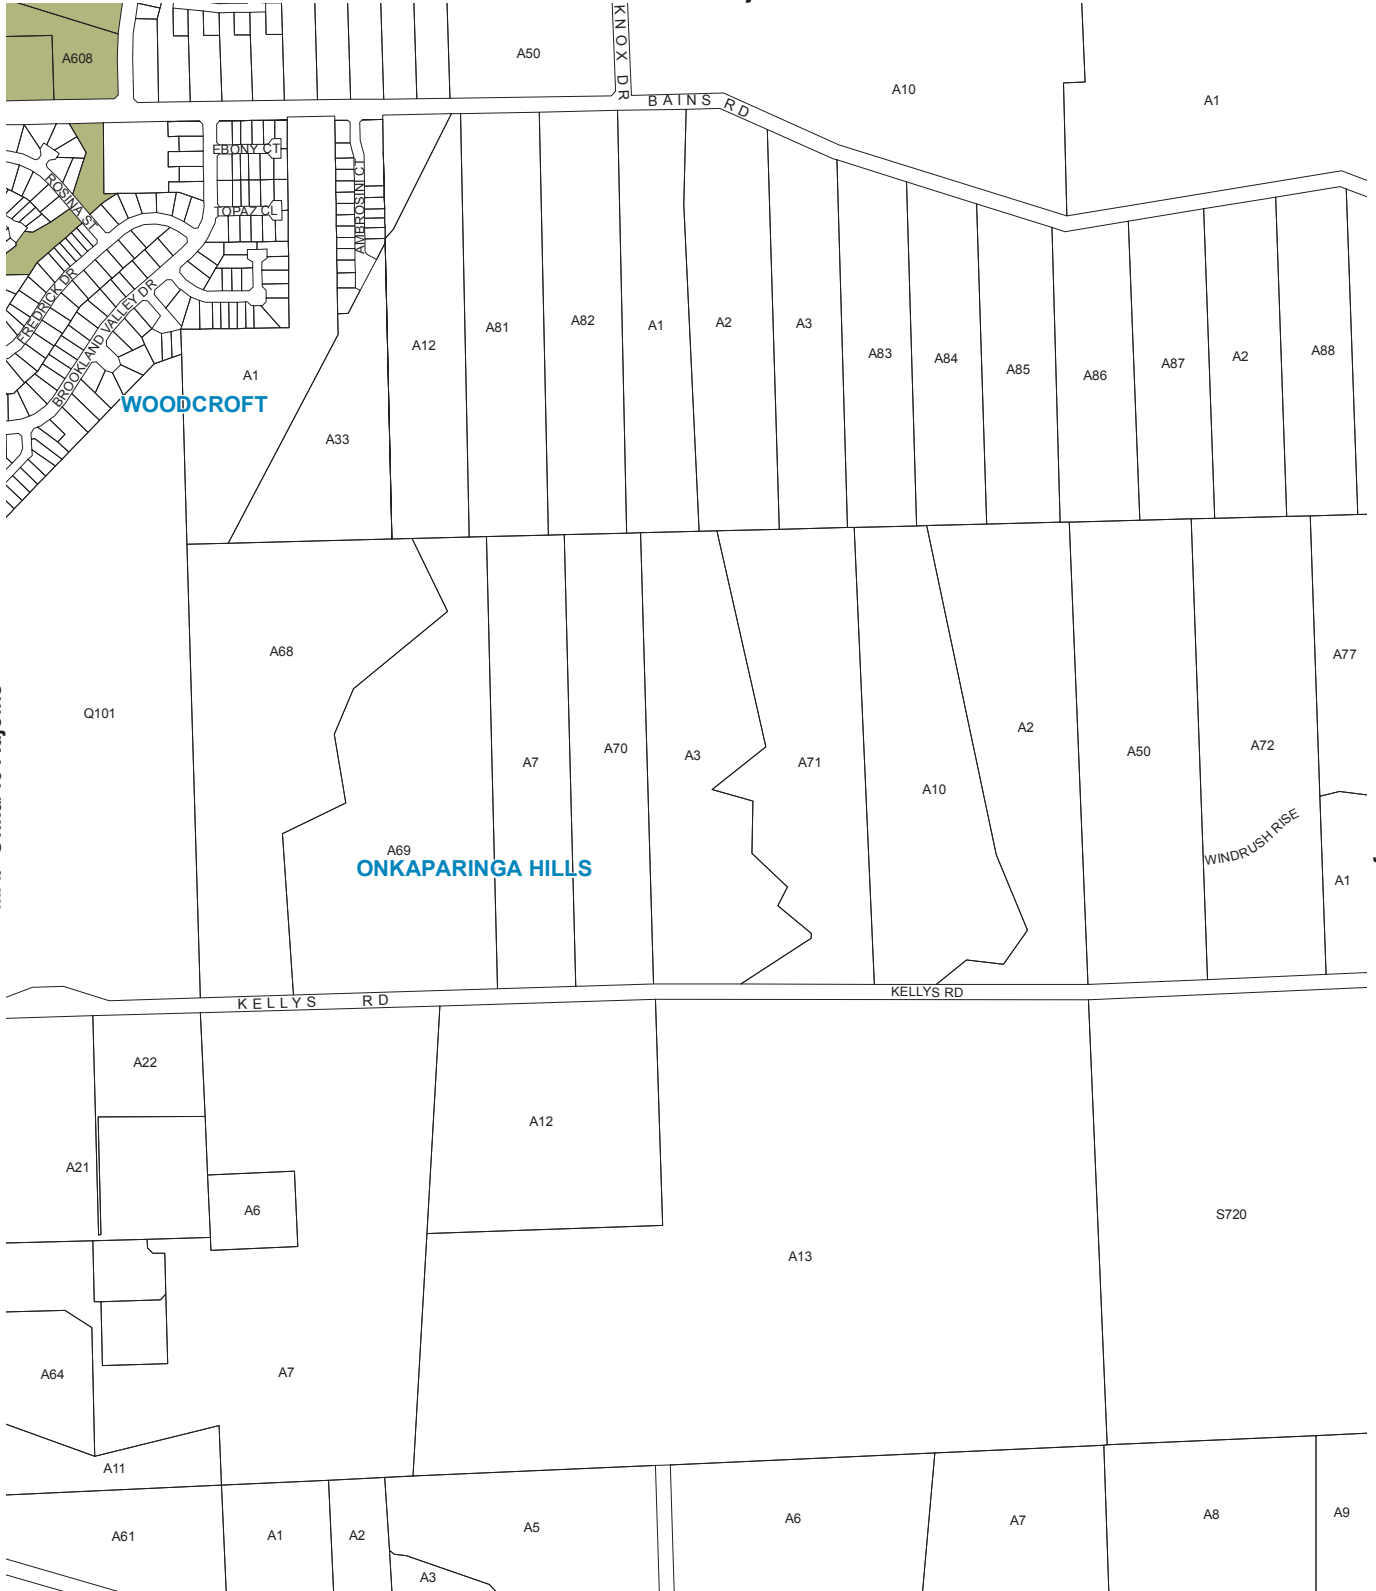 KNOX DR
A608
A50
A10
A1
BAINS RD
EBONY CT
ROSINA ST
TOPAZ CL
AMBROSIN CT
FREDRICK DR
BROOKLAND VALLEY DR
A12
A81
A82
A1
A2
A3
A83
A84
A85
A86
A87
A2
A88
A1
WOODCROFT
A33
A68
Q101
A69
ONKAPARINGA HILLS
A7
A70
A3
A71
A10
A2
A50
A72
A77
WINDRUSH RISE
A1
KELLYS RD
KELLYS RD
A22
A12
A21
A6
S720
A13
A64
A7
A11
A61
A1
A2
A5
A3
A6
A7
A8
A9